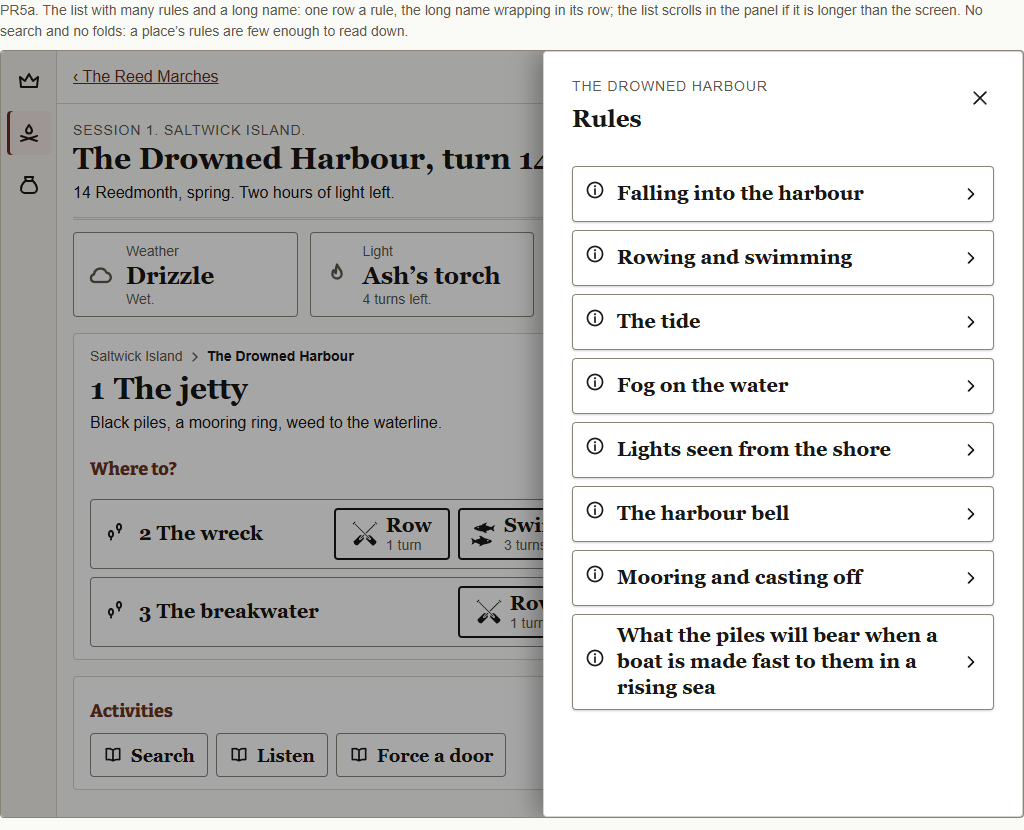 PR5a. The list with many rules and a long name: one row a rule, the long name wrapping in its row; the list scrolls in the panel if it is longer than the screen. No
search and no folds: a place’s rules are few enough to read down.
‹ The Reed Marches
SESSION 1. SALTWICK ISLAND.
The Drowned Harbour, turn 14
14 Reedmonth, spring. Two hours of light left.
Weather
Drizzle
Wet.
Light
Ash’s torch
4 turns left.
Saltwick Island > The Drowned Harbour
1 The jetty
Black piles, a mooring ring, weed to the waterline.
Where to?
2 The wreck
Row
1 turn
3 turns
3 The breakwater
1 turn
Activities
Search
Listen
Force a door
THE DROWNED HARBOUR
Rules
Falling into the harbour
Rowing and swimming
The tide
Fog on the water
Lights seen from the shore
The harbour bell
Mooring and casting off
What the piles will bear when a
boat is made fast to them in a
rising sea